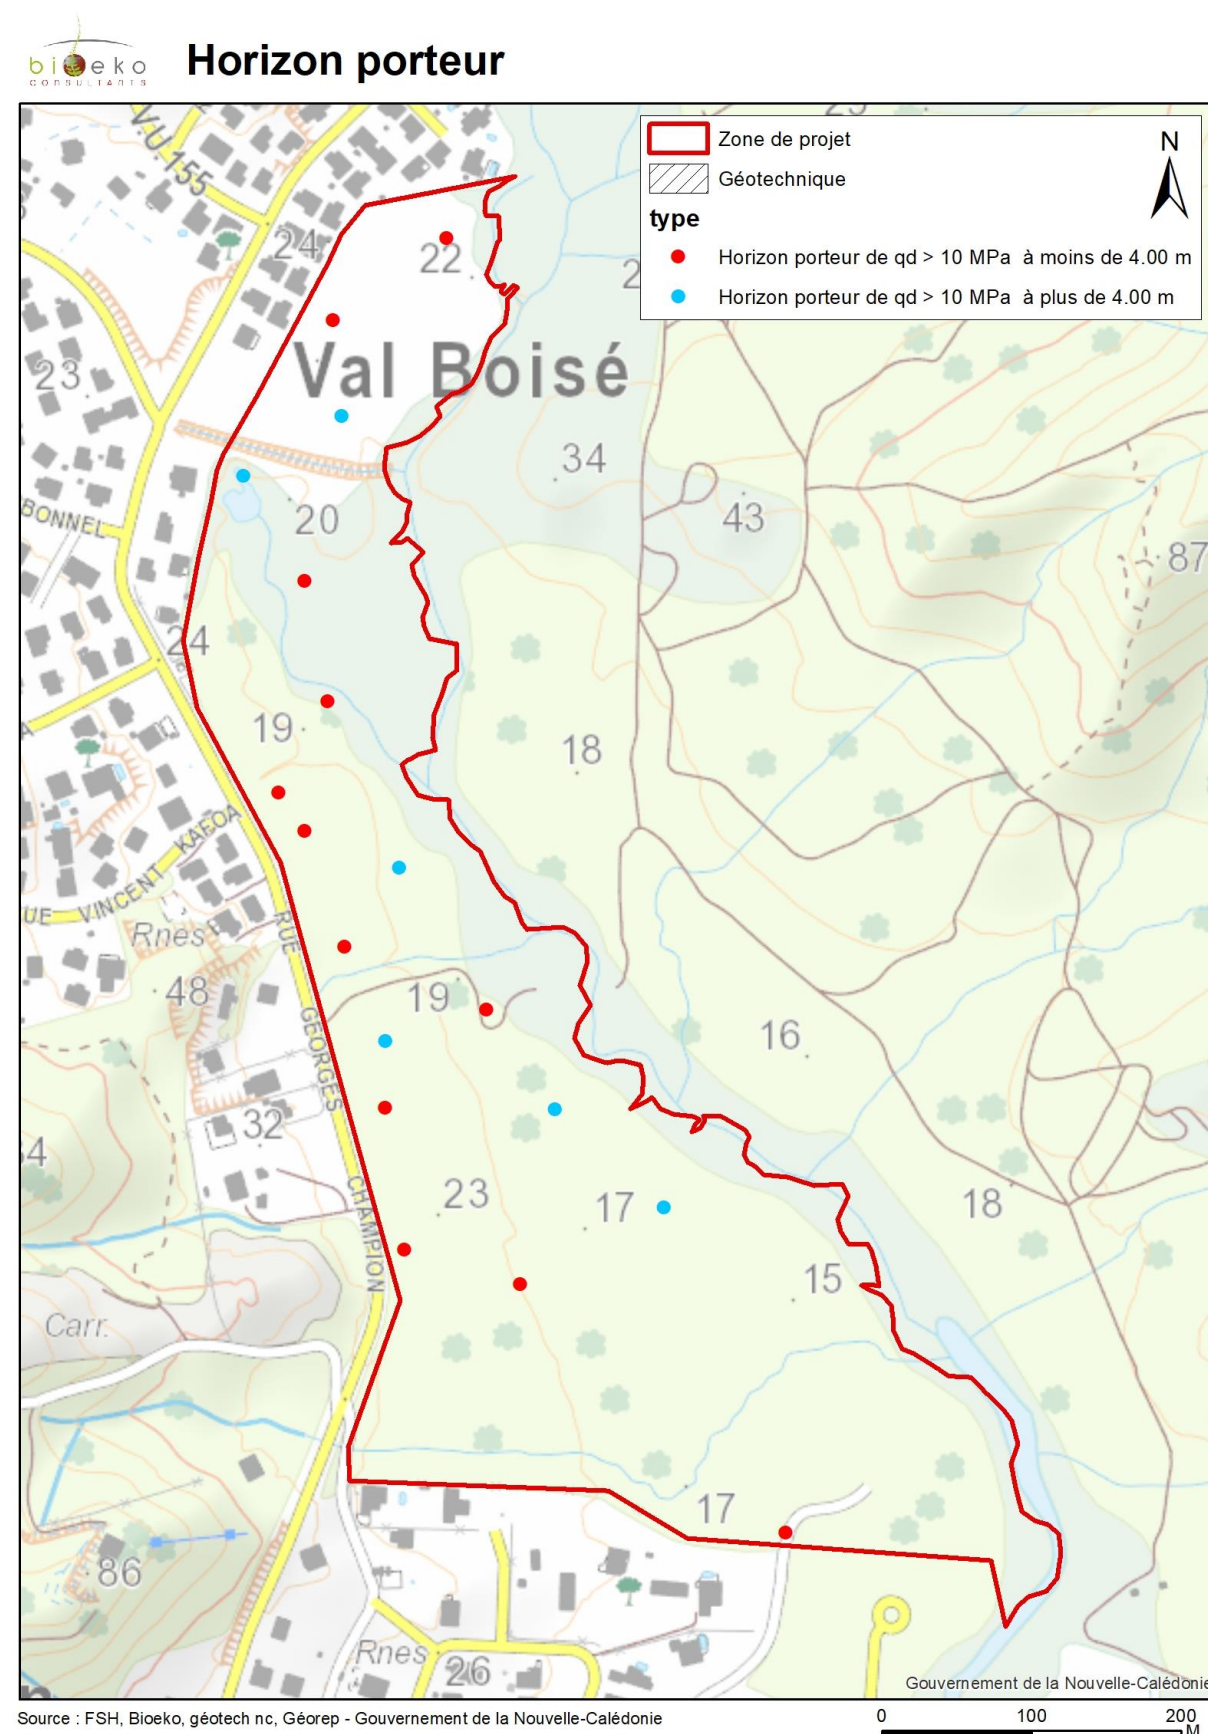 bioeko
CONSULTANTS
Horizon porteur
Zone de projet
N
Géotechnique
type
Horizon porteur de qd > 10 MPa à moins de 4.00 m
Horizon porteur de qd > 10 MPa à plus de 4.00 m
V.U.155
24
22
23
Val Boisé
34
43
BONNEL
20
87
24
19
18
RUE VINCENT KAFOA
Rnes
48
19
16
RUE GEORGES CHAMPION
32
23
17
18
15
Carr.
17
86
Rnes
26
Gouvernement de la Nouvelle-Calédonie
Source : FSH, Bioeko, géotech nc, Géorep - Gouvernement de la Nouvelle-Calédonie
0 100 200
M